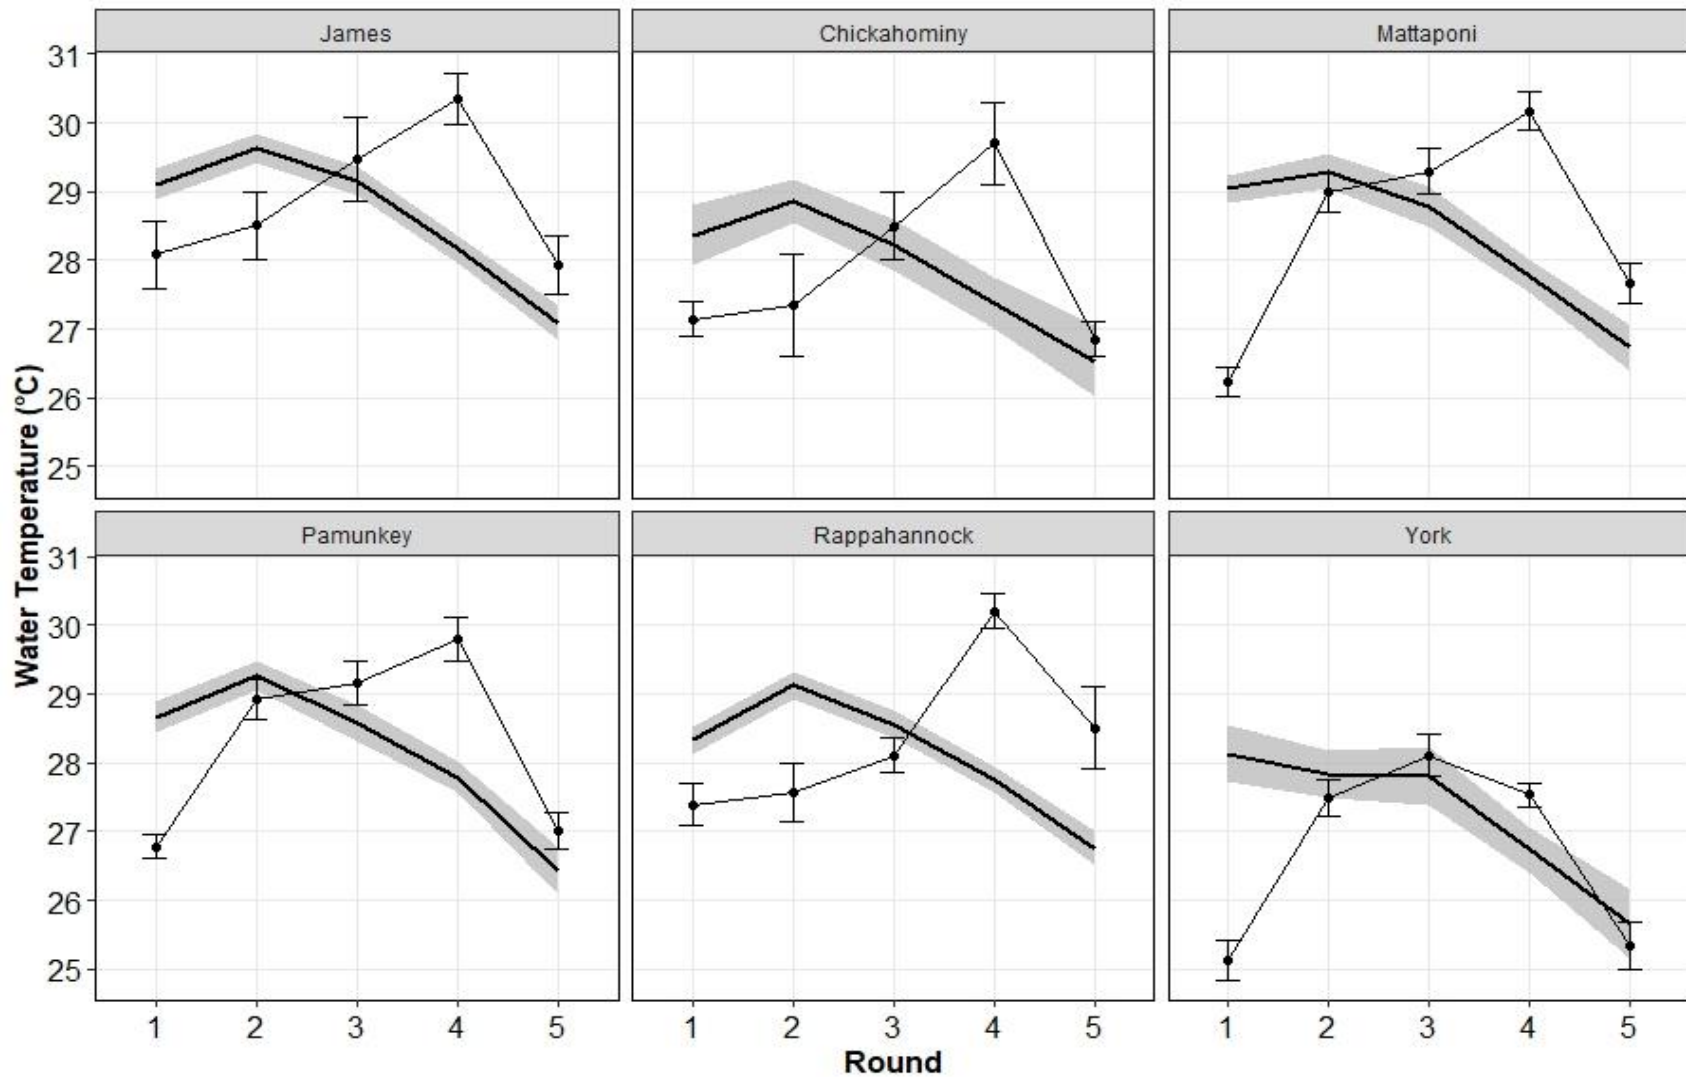 James
Chickahominy
Mattaponi
31
30
29
28
27
26
25
Pamunkey
Rappahannock
York
31
30
29
28
27
26
25
Water Temperature (°C)
1 2 3 4 5
1 2 3 4 5
1 2 3 4 5
Round